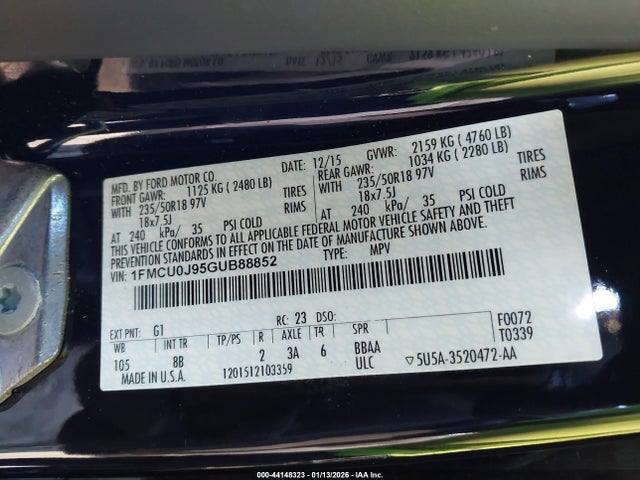 MFD. BY FORD MOTOR CO. DATE: 12/15 GVWR: 2159 KG ( 4760 LB)
FRONT GAWR: 1125 KG ( 2480 LB) REAR GAWR: 1034 KG ( 2280 LB)
WITH 235/50R18 97V TIRES WITH 235/50R18 97V TIRES
18x7.5J RIMS 18x7.5J RIMS
AT 240 kPa/ 35 PSI COLD AT 240 kPa/ 35 PSI COLD
THIS VEHICLE CONFORMS TO ALL APPLICABLE FEDERAL MOTOR VEHICLE SAFETY AND THEFT
PREVENTION STANDARDS IN EFFECT ON THE DATE OF MANUFACTURE SHOWN ABOVE.
VIN: 1FMCU0J95GUB88852 TYPE: MPV
EXT PNT: G1 RC: 23 DSO: F0072
WB INT TR TP/PS R AXLE TR SPR T0339
105 8B 2 3A 6 BBAA
MADE IN U.S.A. 1201512103359 ULC ▽5U5A-3520472-AA
000-44148323 — 01/13/2026 — IAA Inc.